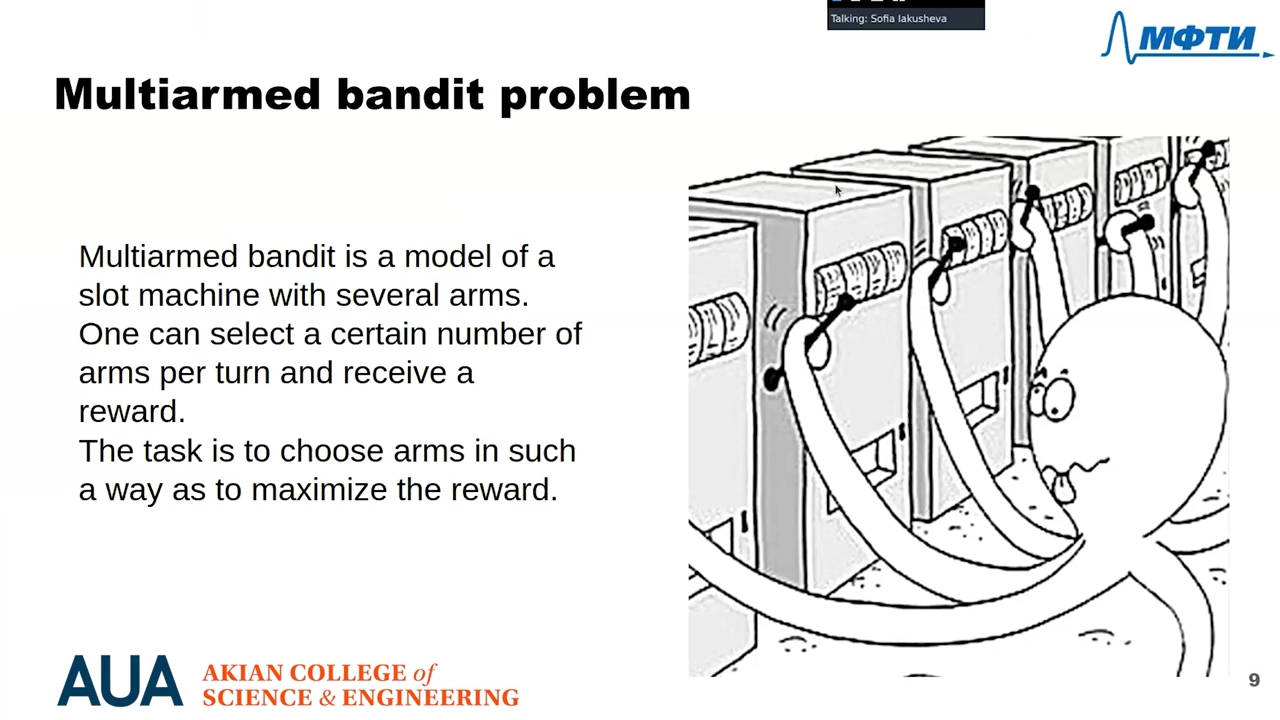 Talking: Sofia Iakusheva
МФТИ
Multiarmed bandit problem
Multiarmed bandit is a model of a
slot machine with several arms.
One can select a certain number of
arms per turn and receive a
reward.
The task is to choose arms in such
a way as to maximize the reward.
AUA
AKIAN COLLEGE of
SCIENCE & ENGINEERING
9